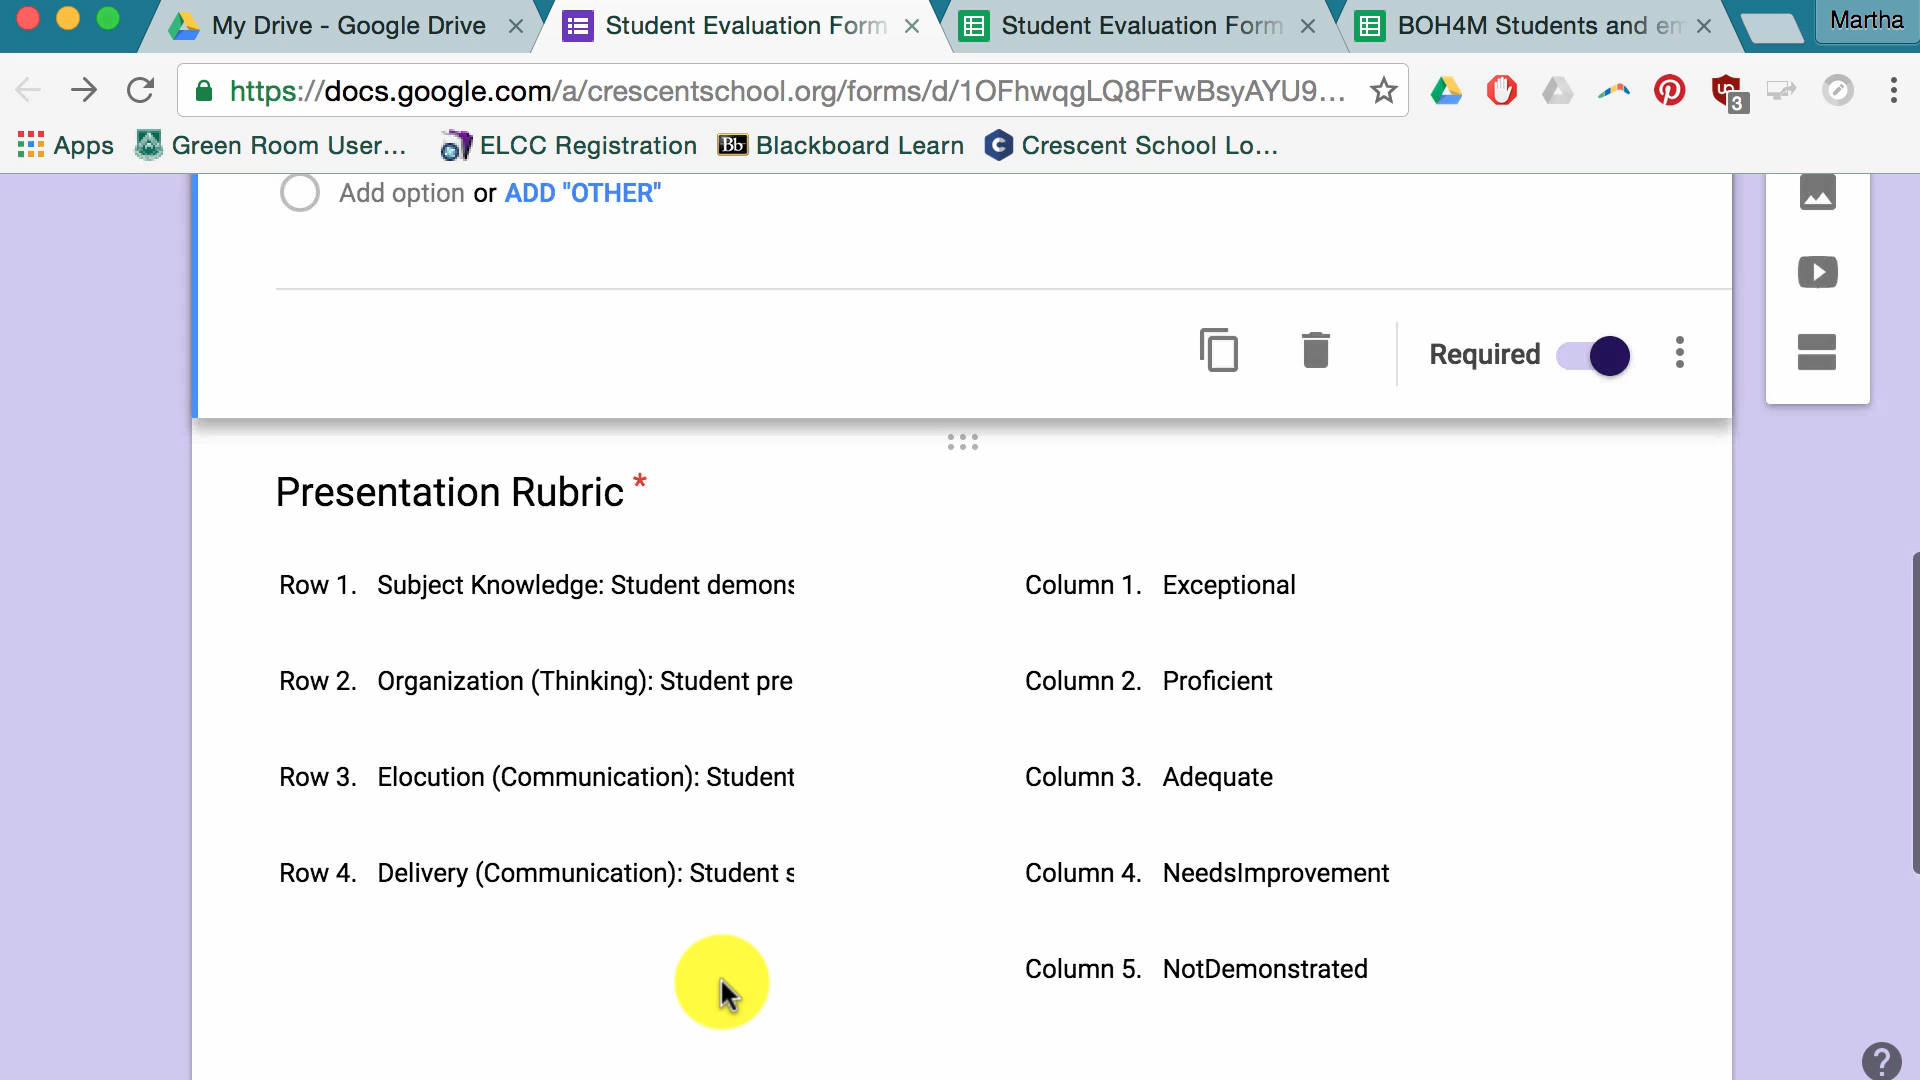 My Drive - Google Drive
Student Evaluation Form
Student Evaluation Form
BOH4M Students and em
Martha
https://docs.google.com/a/crescentschool.org/forms/d/1OFhwqgLQ8FFwBsyAYU9...
3
Apps
Green Room User...
ELCC Registration
Bb Blackboard Learn
C Crescent School Lo...
Add option or ADD "OTHER"
Required
Presentation Rubric *
Row 1. Subject Knowledge: Student demons
Column 1. Exceptional
Row 2. Organization (Thinking): Student pre
Column 2. Proficient
Row 3. Elocution (Communication): Student
Column 3. Adequate
Row 4. Delivery (Communication): Student s
Column 4. NeedsImprovement
Column 5. NotDemonstrated
?